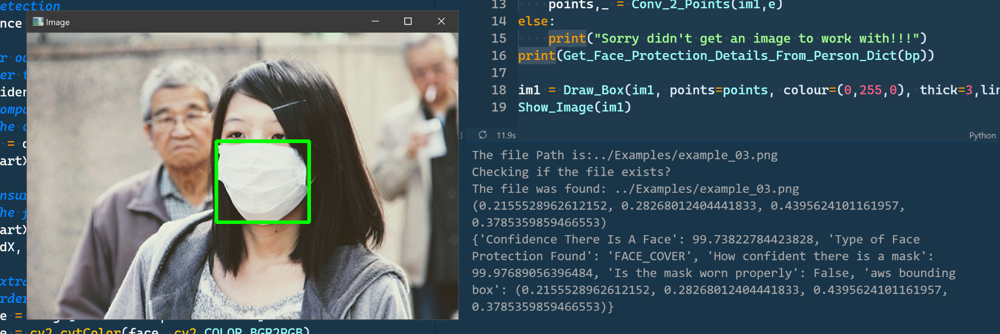 etection
nce
r ou
er t
iden
ompu
he c
= c
artX
nsur
he f
artX
dX,
xtra
rder
e =
e = cv2.cvtColor(face, cv2.COLOR_BGR2RGB)
Image
13 points,_ = Conv_2_Points(im1,e)
14 else:
15 print("Sorry didn't get an image to work with!!!")
16 print(Get_Face_Protection_Details_From_Person_Dict(bp))
17
18 im1 = Draw_Box(im1, points=points, colour=(0,255,0), thick=3,lin
19 Show_Image(im1)
11.9s
Python
The file Path is:../Examples/example_03.png
Checking if the file exists?
The file was found: ../Examples/example_03.png
(0.2155528962612152, 0.28268012404441833, 0.4395624101161957,
0.3785359859466553)
{'Confidence There Is A Face': 99.73822784423828, 'Type of Face
Protection Found': 'FACE_COVER', 'How confident there is a mask':
99.97689056396484, 'Is the mask worn properly': False, 'aws bounding
box': (0.2155528962612152, 0.28268012404441833, 0.4395624101161957,
0.3785359859466553)}